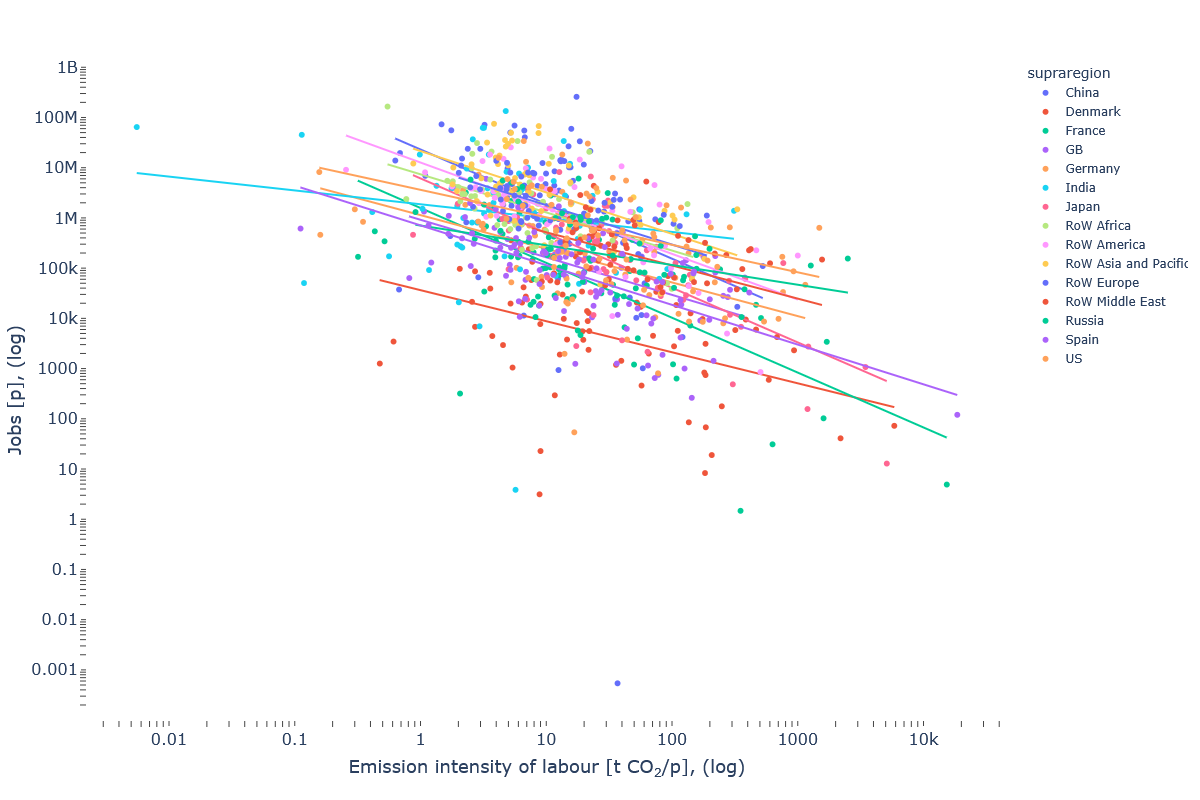 supraregion
China
Denmark
France
GB
Germany
India
Japan
RoW Africa
RoW America
RoW Asia and Pacific
RoW Europe
RoW Middle East
Russia
Spain
US
1B
100M
10M
1M
100k
10k
1000
100
10
1
0.1
0.01
0.001
Jobs [p], (log)
0.01 0.1 1 10 100 1000 10k
Emission intensity of labour [t CO₂/p], (log)